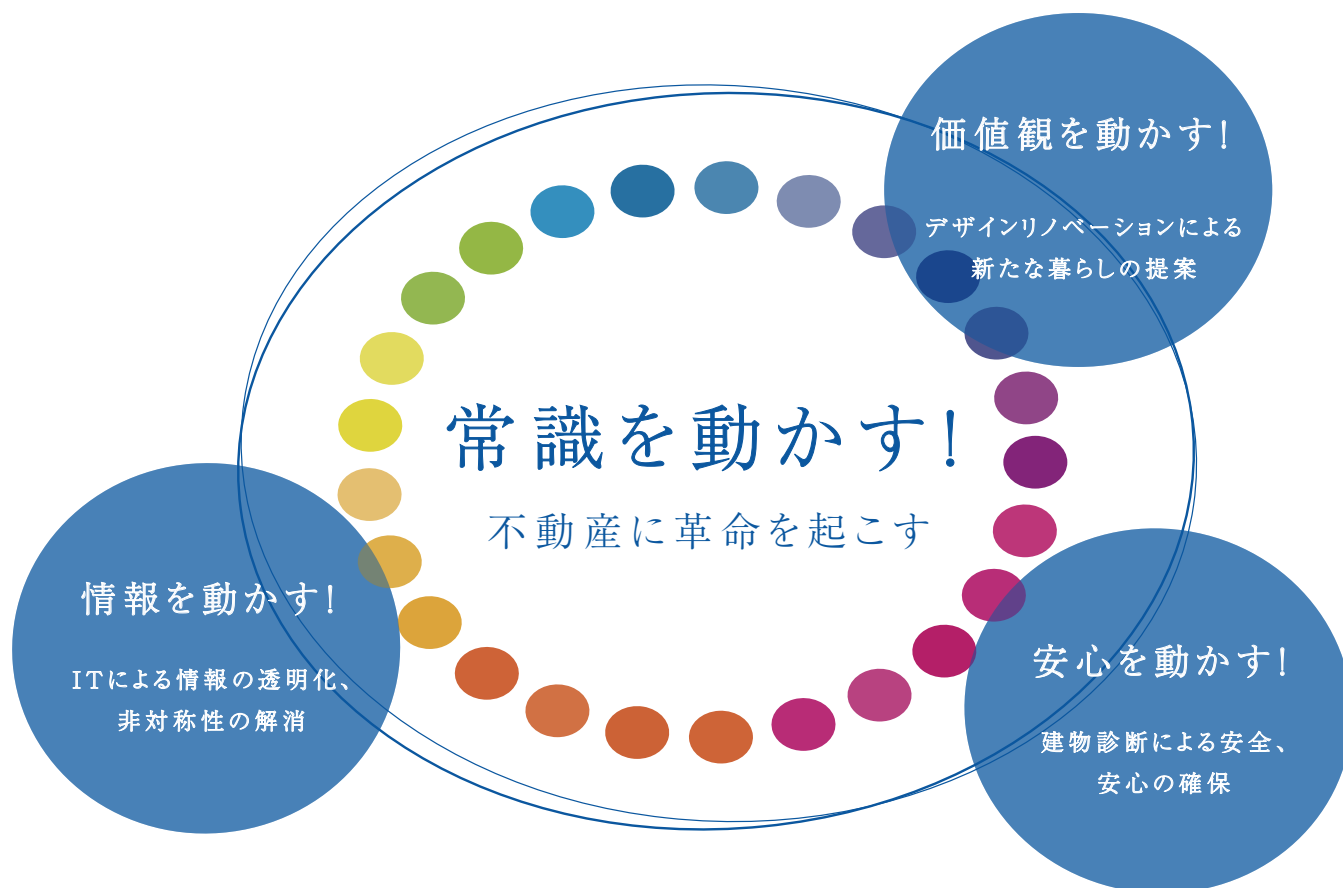 価値観を動かす!
デザインリノベーションによる
新たな暮らしの提案
常識を動かす!
不動産に革命を起こす
情報を動かす!
ITによる情報の透明化、
非対称性の解消
安心を動かす!
建物診断による安全、
安心の確保